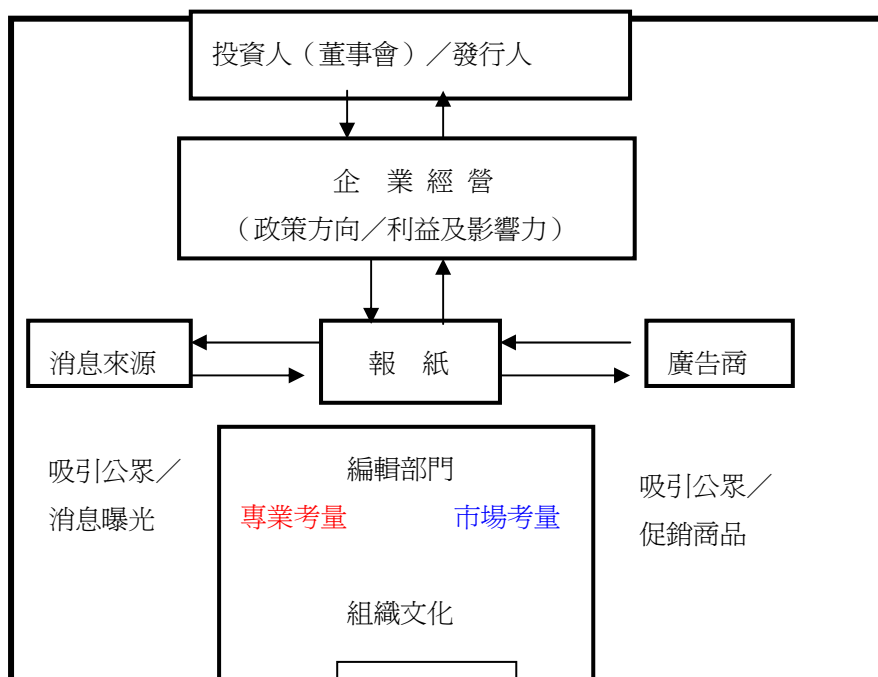 投資人（董事會）／發行人
企 業 經 營
（政策方向／利益及影響力）
消息來源
報 紙
廣告商
吸引公眾／
消息曝光
編輯部門
專業考量 市場考量
組織文化
吸引公眾／
促銷商品